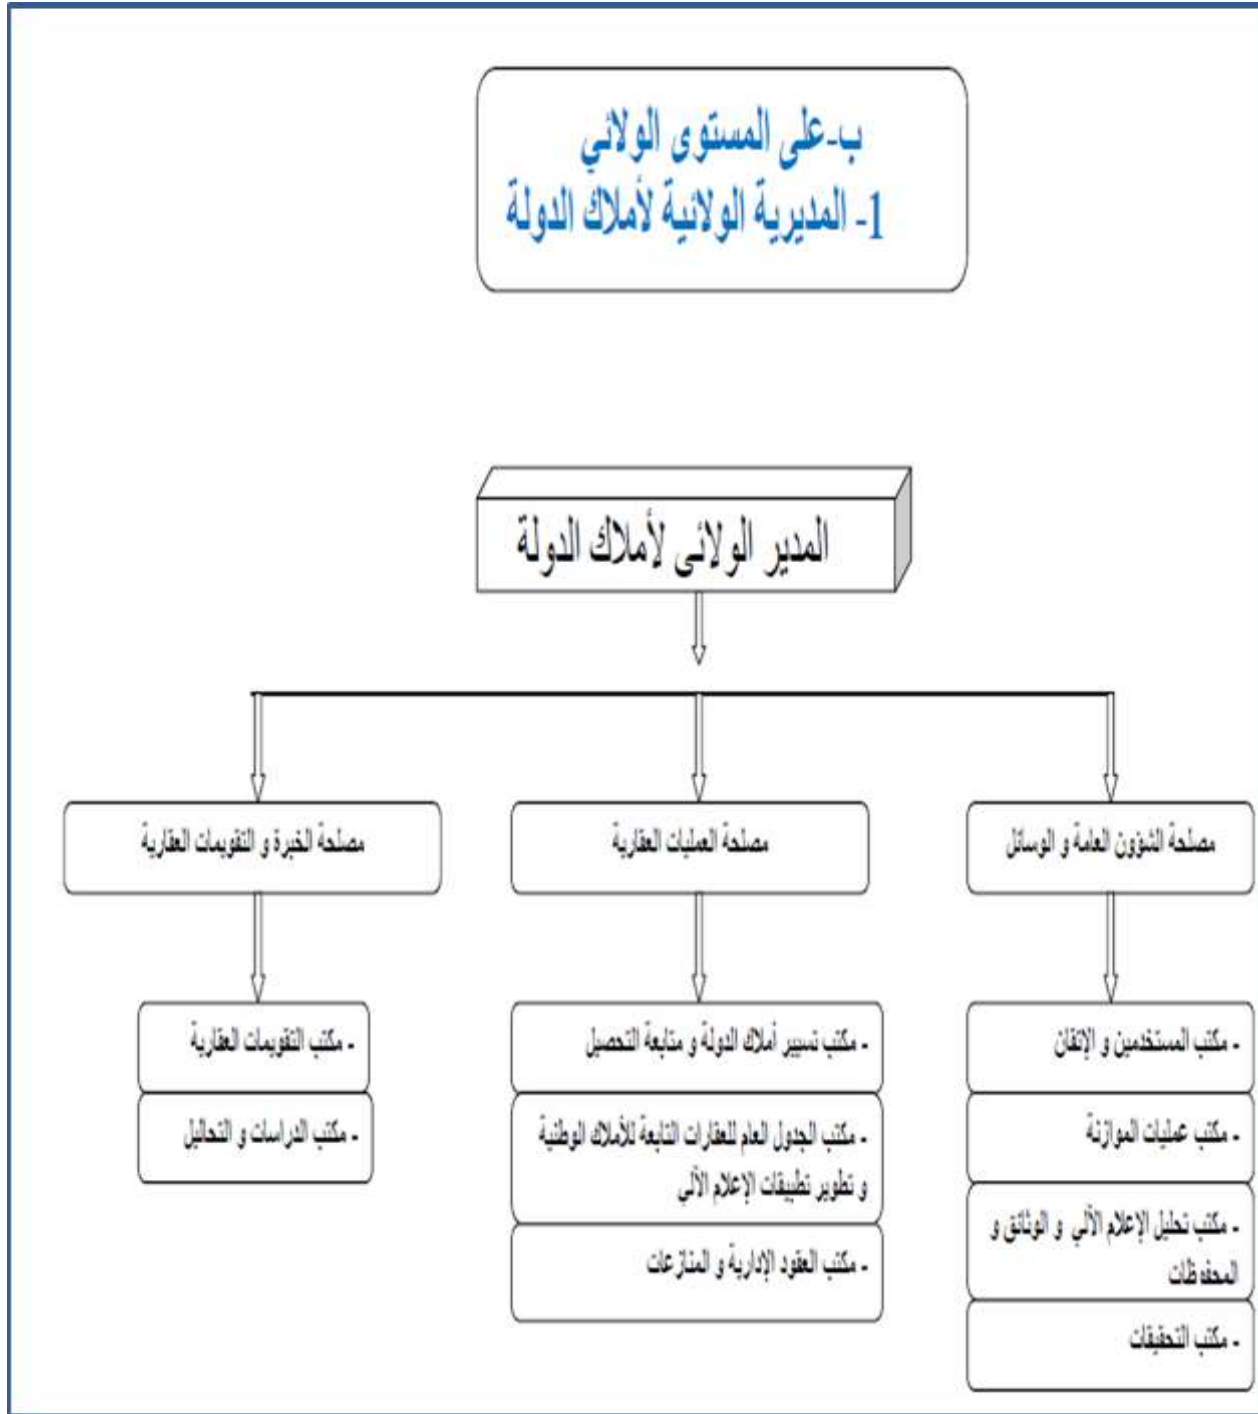 ب-على المستوى الولائي
1- المديرية الولائية لأملاك الدولة
المدير الولائى لأملاك الدولة
مصلحة الشؤون العامة و الوسائل
مصلحة العمليات العقارية
مصلحة الخبرة و التقويمات العقارية
- مكتب المستخدمين و الإتقان
- مكتب عمليات الموازنة
- مكتب تحليل الإعلام الألي و الوثائق و
المحفوظات
- مكتب التحقيقات
- مكتب تسيير أملاك الدولة و متابعة التحصيل
- مكتب الجدول العام للعقارات التابعة للأملاك الوطنية
و تطوير تطبيقات الإعلام الألي
- مكتب العقود الإدارية و المنازعات
- مكتب التقويمات العقارية
- مكتب الدراسات و التحاليل